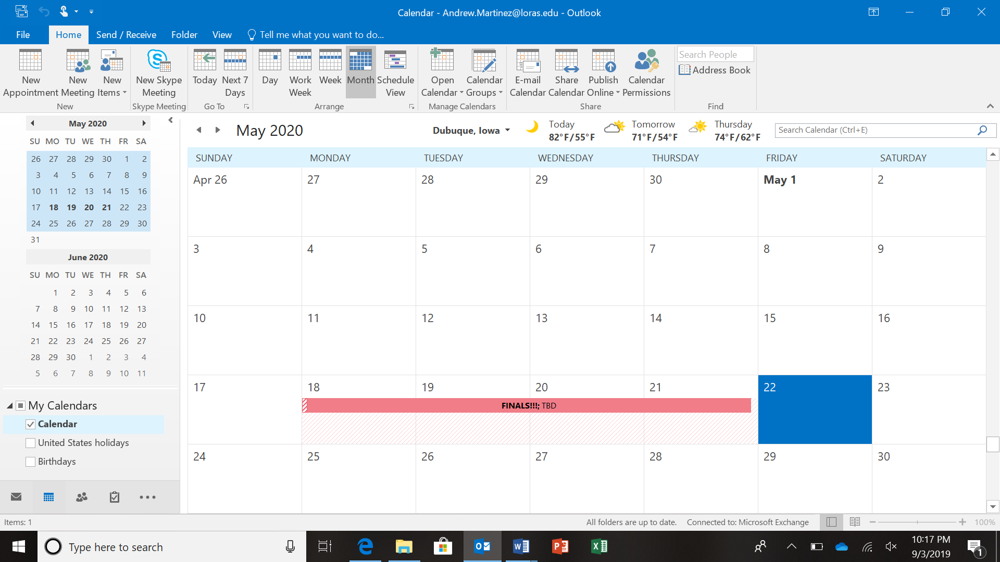 Calendar - Andrew.Martinez@loras.edu - Outlook
File Home Send / Receive Folder View Tell me what you want to do...
New Appointment
New Meeting
New Items
New
New Skype Meeting
Skype Meeting
Today
Next 7 Days
Go To
Day
Work Week
Week
Month
Schedule View
Arrange
Open Calendar
Calendar Groups
Manage Calendars
E-mail Calendar
Share Calendar
Publish Online
Calendar Permissions
Share
Search People
Address Book
Find
May 2020
SU MO TU WE TH FR SA
26 27 28 29 30 1 2
3 4 5 6 7 8 9
10 11 12 13 14 15 16
17 18 19 20 21 22 23
24 25 26 27 28 29 30
31
June 2020
SU MO TU WE TH FR SA
1 2 3 4 5 6
7 8 9 10 11 12 13
14 15 16 17 18 19 20
21 22 23 24 25 26 27
28 29 30 1 2 3 4
5 6 7 8 9 10 11
My Calendars
Calendar
United States holidays
Birthdays
May 2020
Dubuque, Iowa
Today
82°F/55°F
Tomorrow
71°F/54°F
Thursday
74°F/62°F
Search Calendar (Ctrl+E)
SUNDAY MONDAY TUESDAY WEDNESDAY THURSDAY FRIDAY SATURDAY
Apr 26 27 28 29 30 May 1 2
3 4 5 6 7 8 9
10 11 12 13 14 15 16
17 18 19 20 21 22 23
FINALS!!!; TBD
24 25 26 27 28 29 30
Items: 1
All folders are up to date. Connected to: Microsoft Exchange
100%
Type here to search
10:17 PM
9/3/2019
1